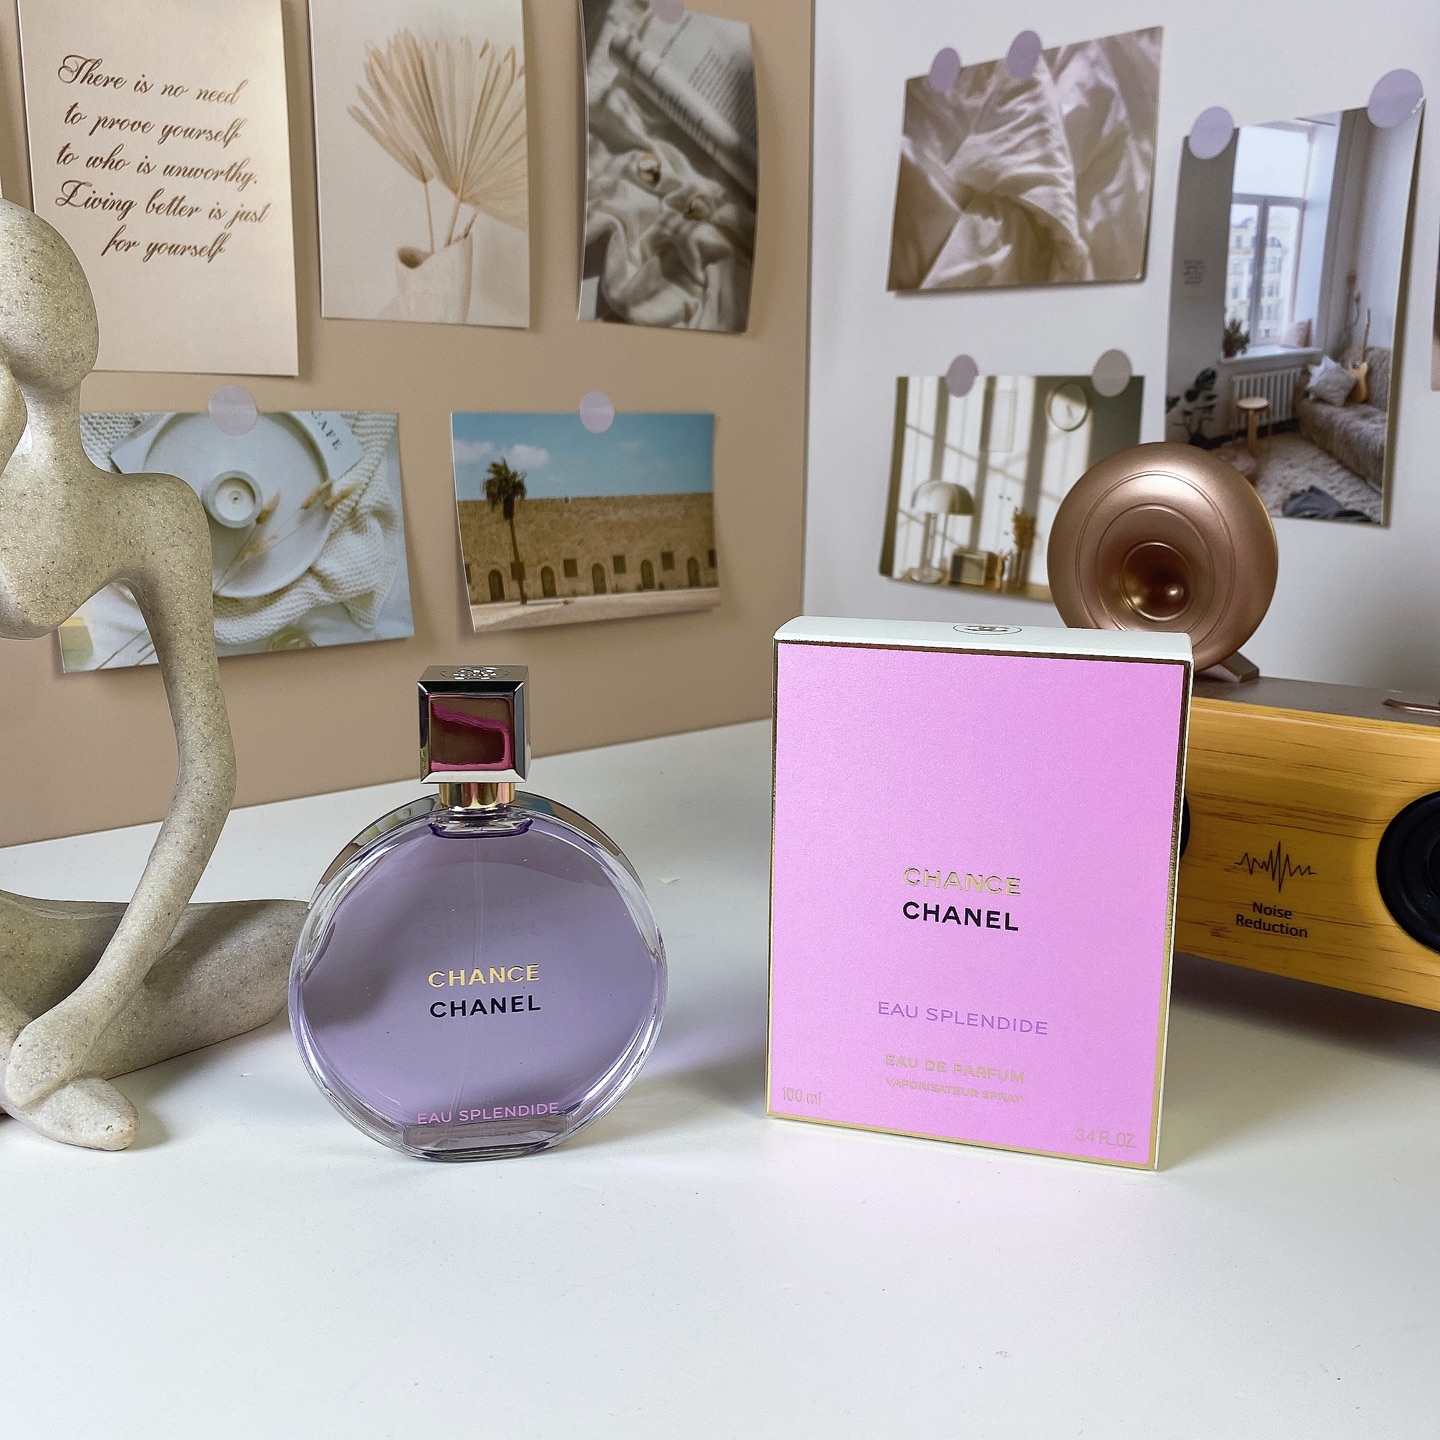 There is no need
to prove yourself
to who is unworthy.
Living better is just
for yourself
CAFE
CHANCE
CHANEL
EAU SPLENDIDE
CHANCE
CHANEL
EAU SPLENDIDE
EAU DE PARFUM
VAPORISATEUR SPRAY
100 ml
3.4 FL.OZ.
Noise
Reduction